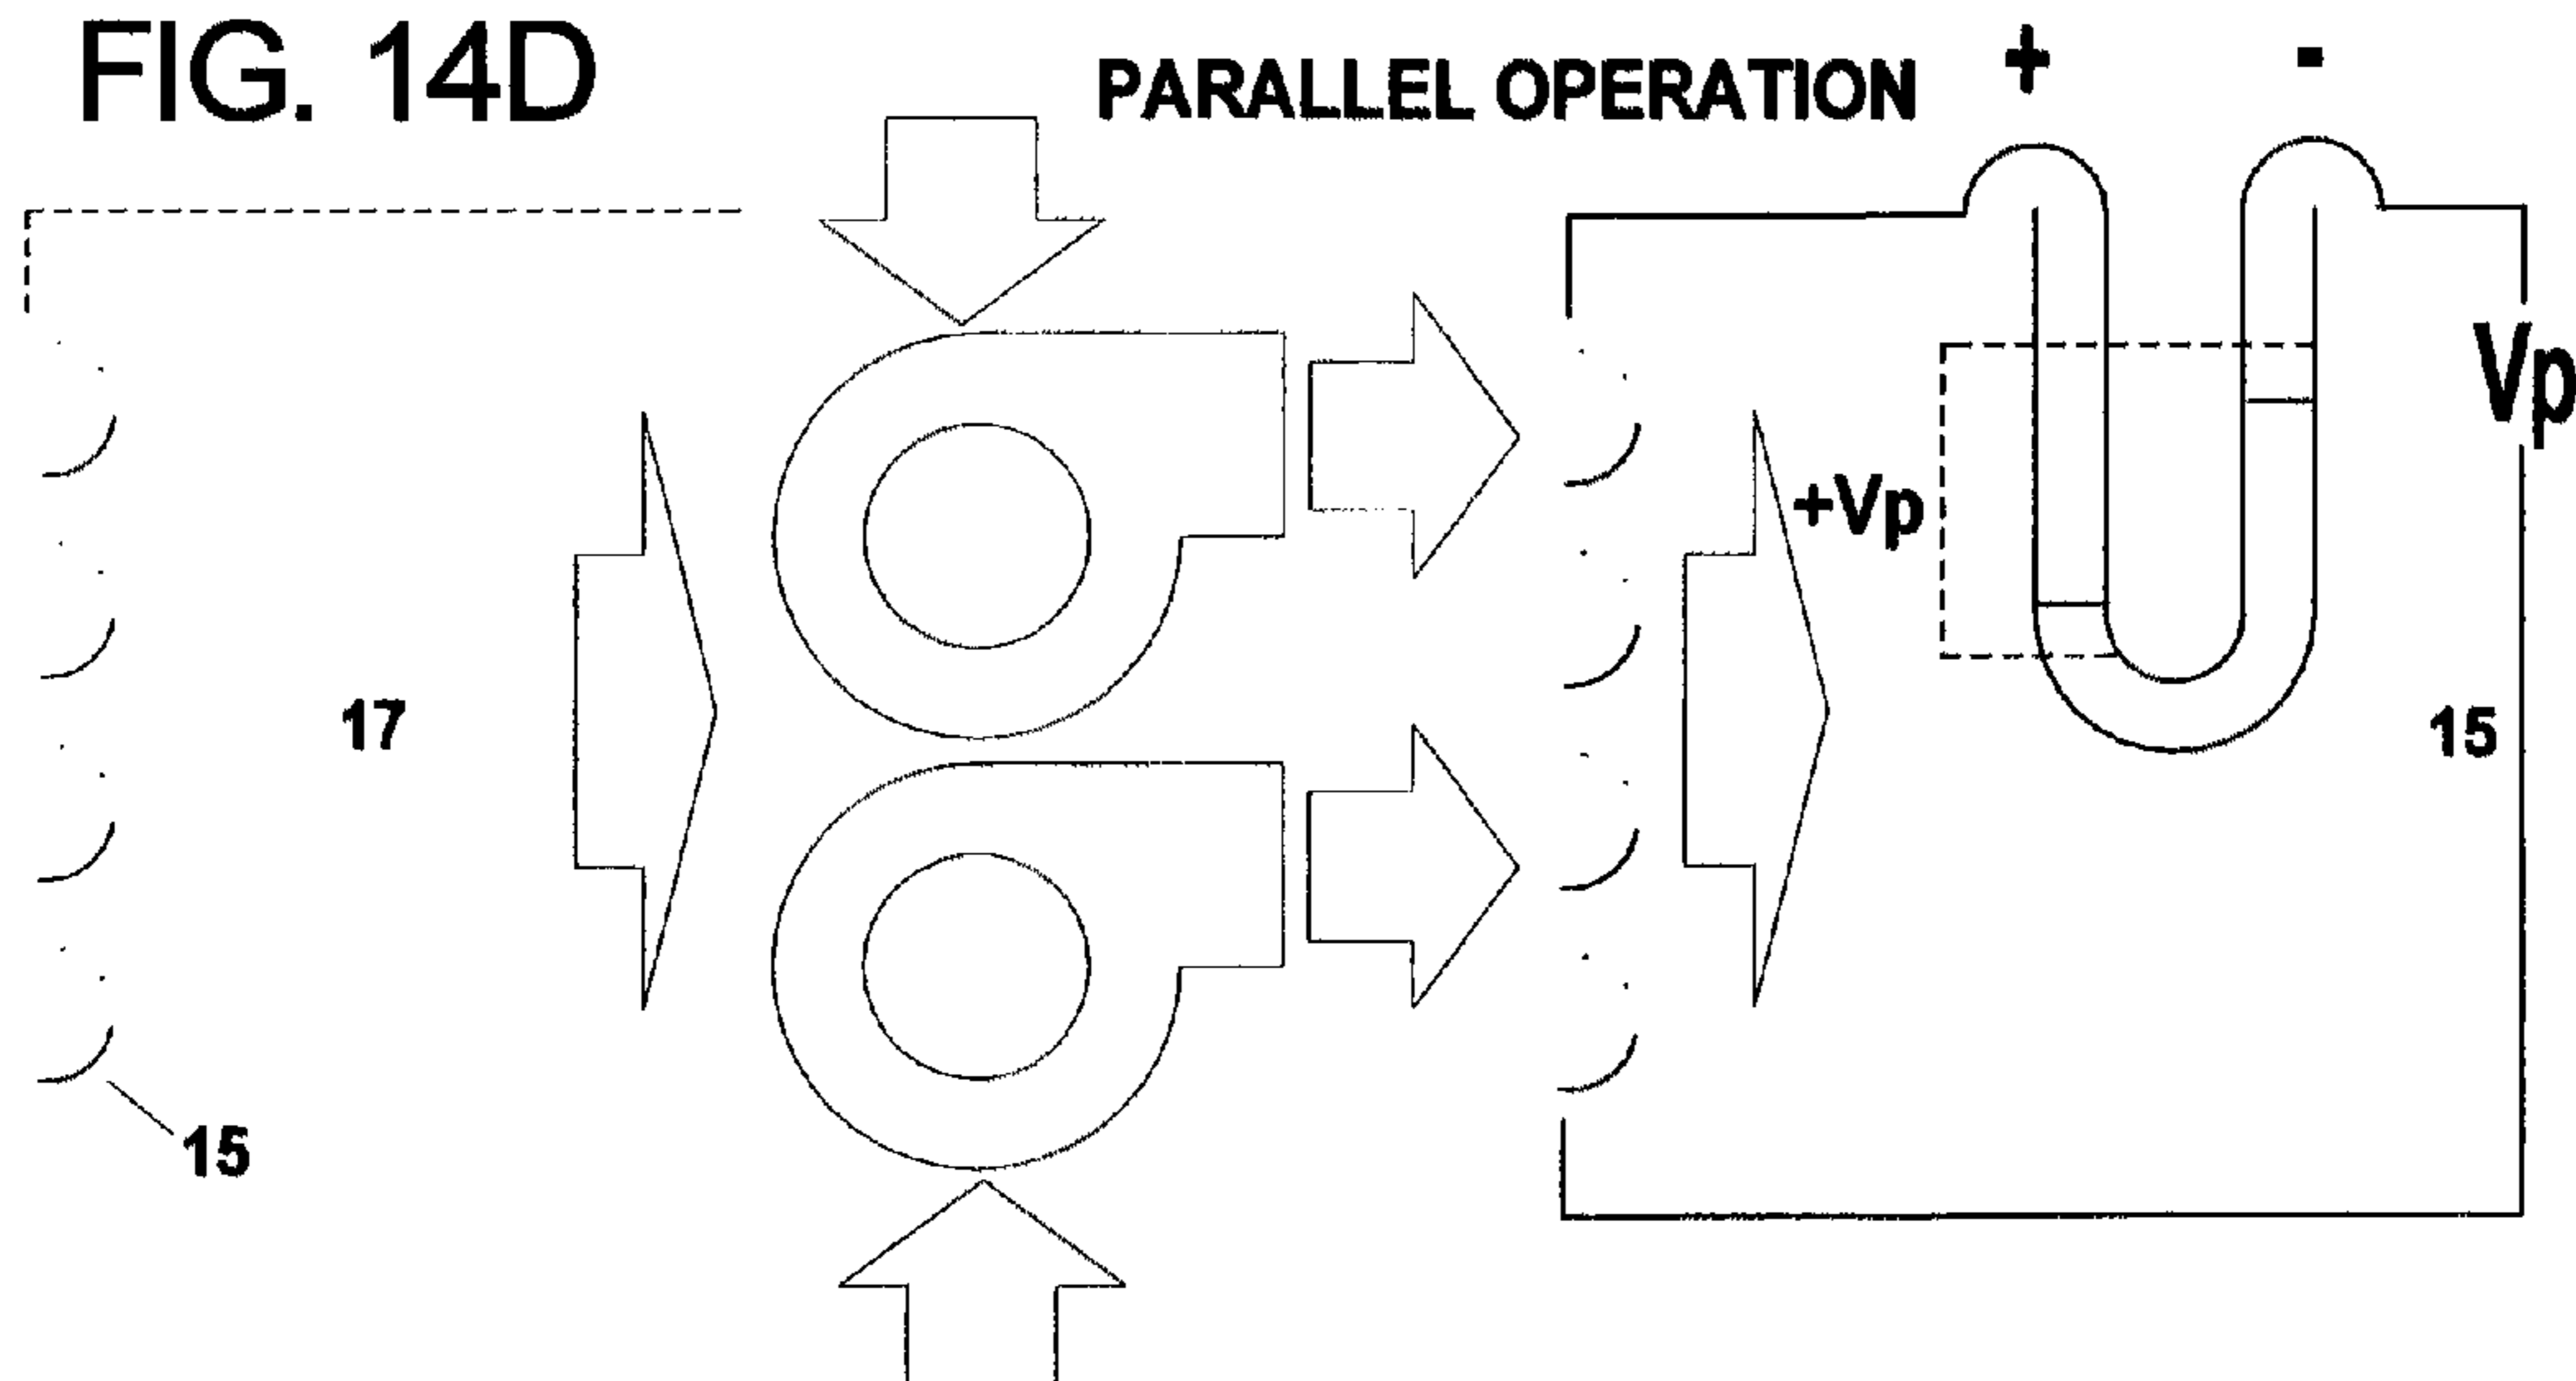 FIG. 14D
PARALLEL OPERATION + -
Vp
+Vp
17
15
15